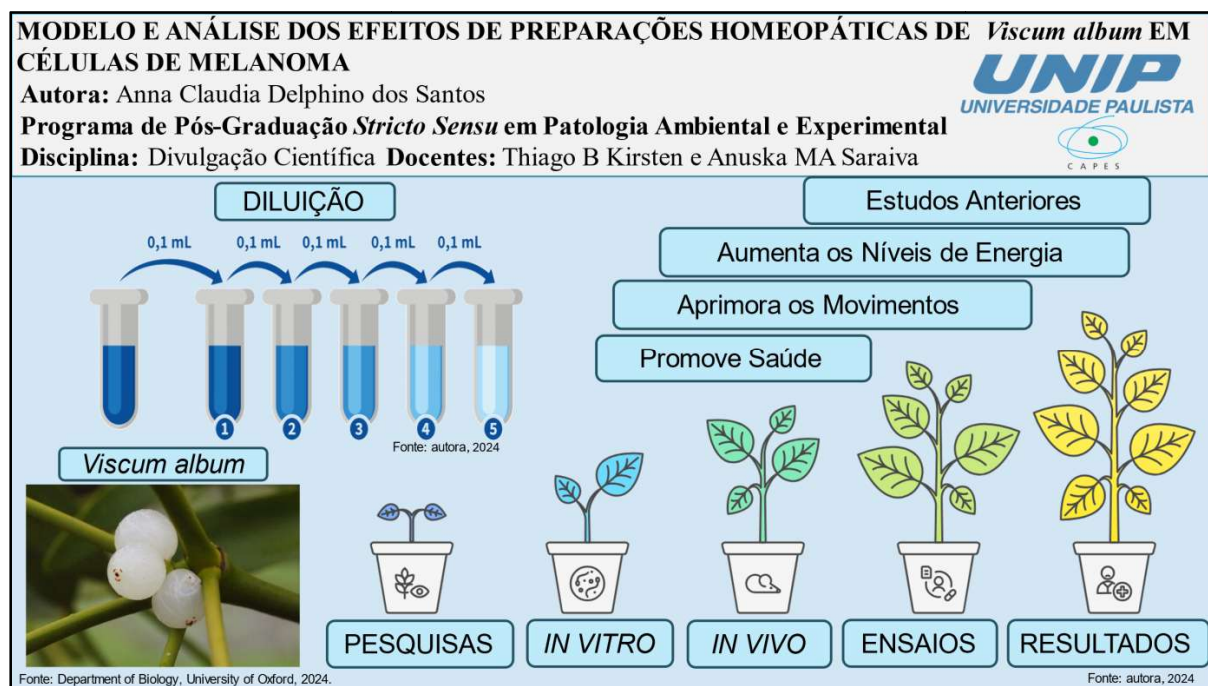 MODELO E ANÁLISE DOS EFEITOS DE PREPARAÇÕES HOMEOPÁTICAS DE Viscum album EM
CÉLULAS DE MELANOMA
Autora: Anna Claudia Delphino dos Santos
Programa de Pós-Graduação Stricto Sensu em Patologia Ambiental e Experimental
Disciplina: Divulgação Científica Docentes: Thiago B Kirsten e Anuska MA Saraiva
UNIP
UNIVERSIDADE PAULISTA
CAPES
DILUIÇÃO
0,1 mL 0,1 mL 0,1 mL 0,1 mL 0,1 mL
1 2 3 4 5
Fonte: autora, 2024
Estudos Anteriores
Aumenta os Níveis de Energia
Aprimora os Movimentos
Promove Saúde
Viscum album
PESQUISAS IN VITRO IN VIVO ENSAIOS RESULTADOS
Fonte: Department of Biology, University of Oxford, 2024.
Fonte: autora, 2024